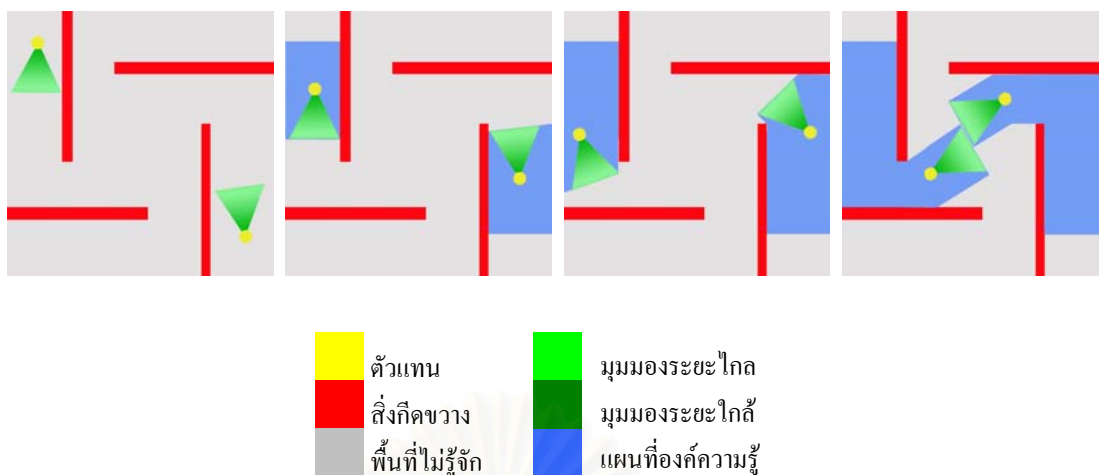 ตัวแทน
มุมมองระยะไกล
สิ่งกีดขวาง
มุมมองระยะใกล้
พื้นที่ไม่รู้จัก
แผนที่องค์ความรู้